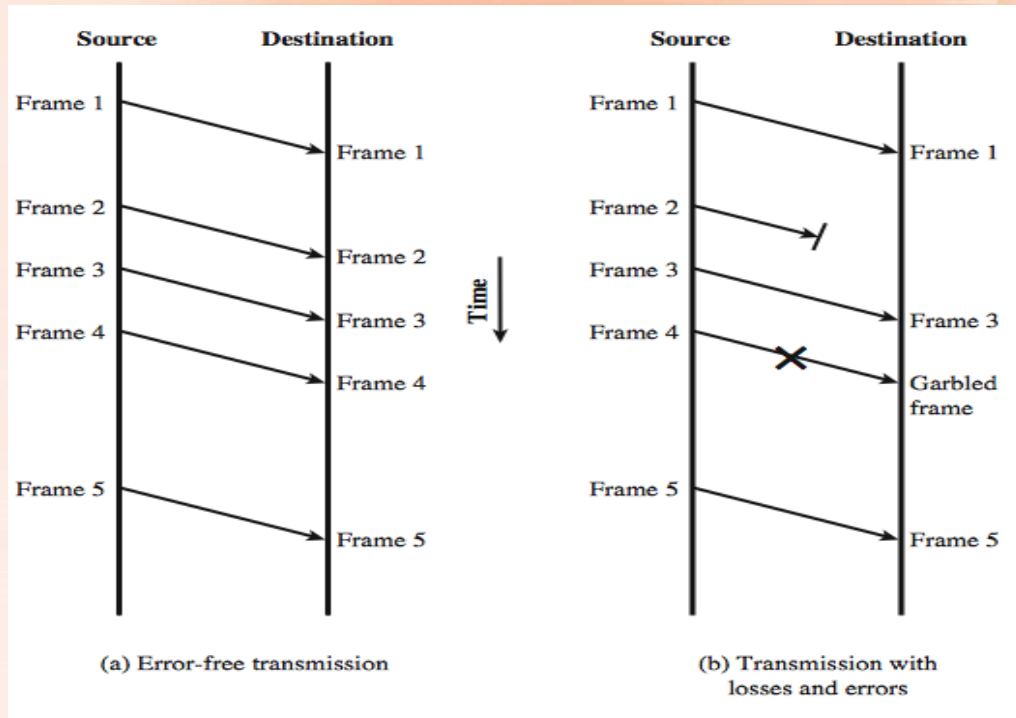 Source Destination
Frame 1
Frame 1
Frame 2
Frame 2
Frame 3
Frame 3
Frame 4
Frame 4
Frame 5
Frame 5
(a) Error-free transmission
Time
Source Destination
Frame 1
Frame 1
Frame 2
Frame 3
Frame 3
Frame 4
Garbled
frame
Frame 5
Frame 5
(b) Transmission with
losses and errors